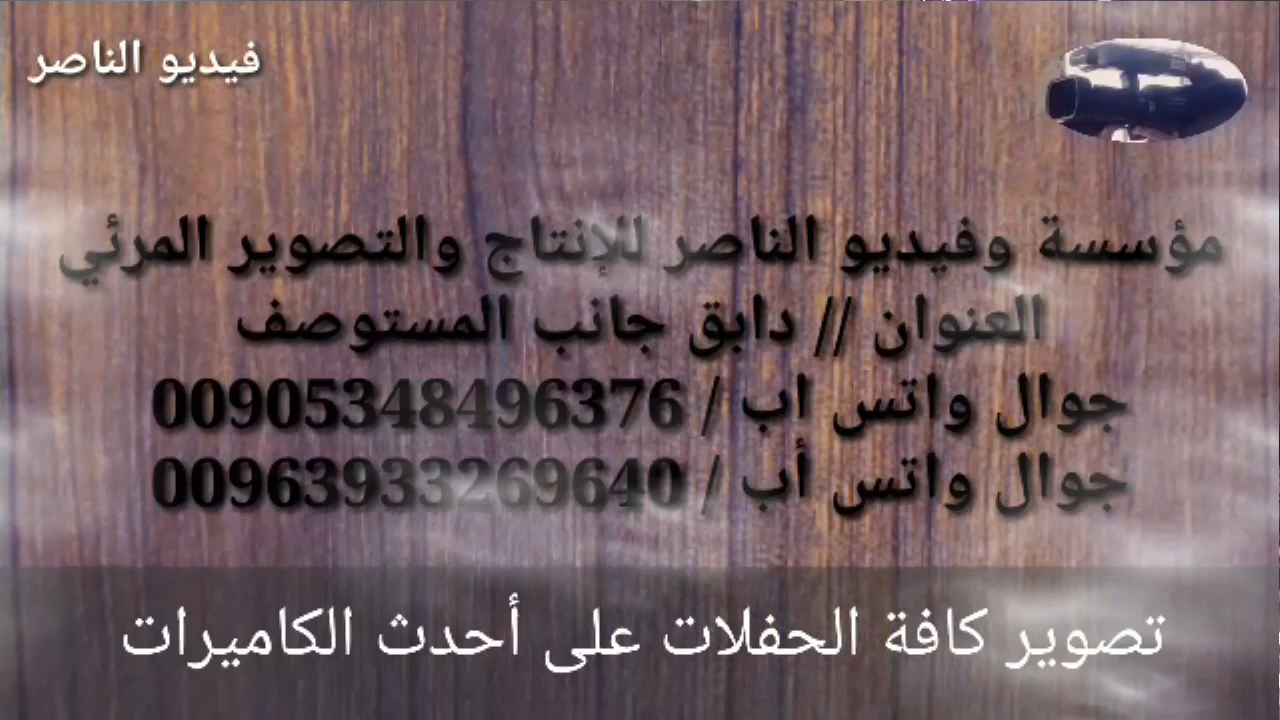 فيديو الناصر
مؤسسة وفيديو الناصر للإنتاج والتصوير المرئي
العنوان // دابق جانب المستوصف
جوال واتس اب / 00905348496376
جوال واتس أب / 00963933269640
تصوير كافة الحفلات على أحدث الكاميرات